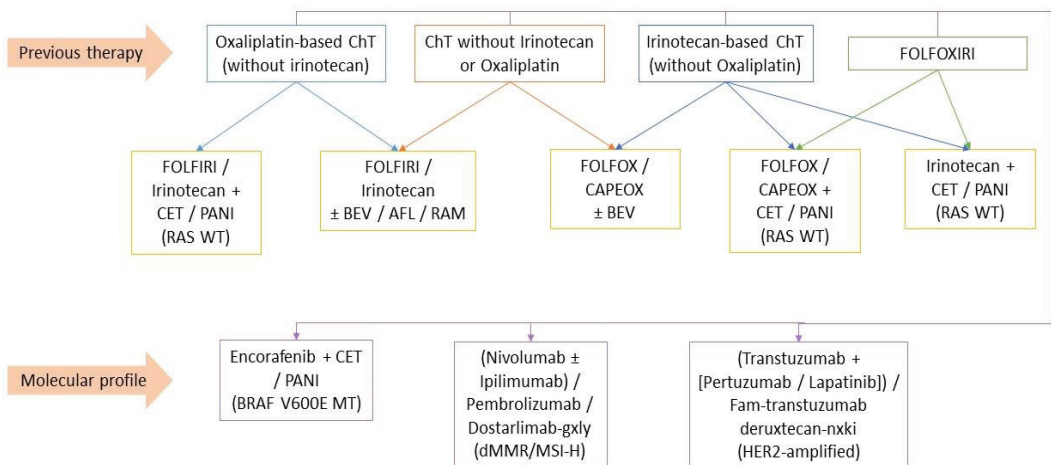 Previous therapy
Oxaliplatin-based ChT
(without irinotecan)
ChT without Irinotecan
or Oxaliplatin
Irinotecan-based ChT
(without Oxaliplatin)
FOLFOXIRI
FOLFIRI /
Irinotecan +
CET / PANI
(RAS WT)
FOLFIRI /
Irinotecan
± BEV / AFL / RAM
FOLFOX /
CAPEOX
± BEV
FOLFOX /
CAPEOX +
CET / PANI
(RAS WT)
Irinotecan +
CET / PANI
(RAS WT)
Molecular profile
Encorafenib + CET
/ PANI
(BRAF V600E MT)
(Nivolumab ±
Ipilimumab) /
Pembrolizumab /
Dostarlimab-gxly
(dMMR/MSI-H)
(Transtuzumab +
[Pertuzumab / Lapatinib]) /
Fam-transtuzumab
deruxtecan-nxki
(HER2-amplified)